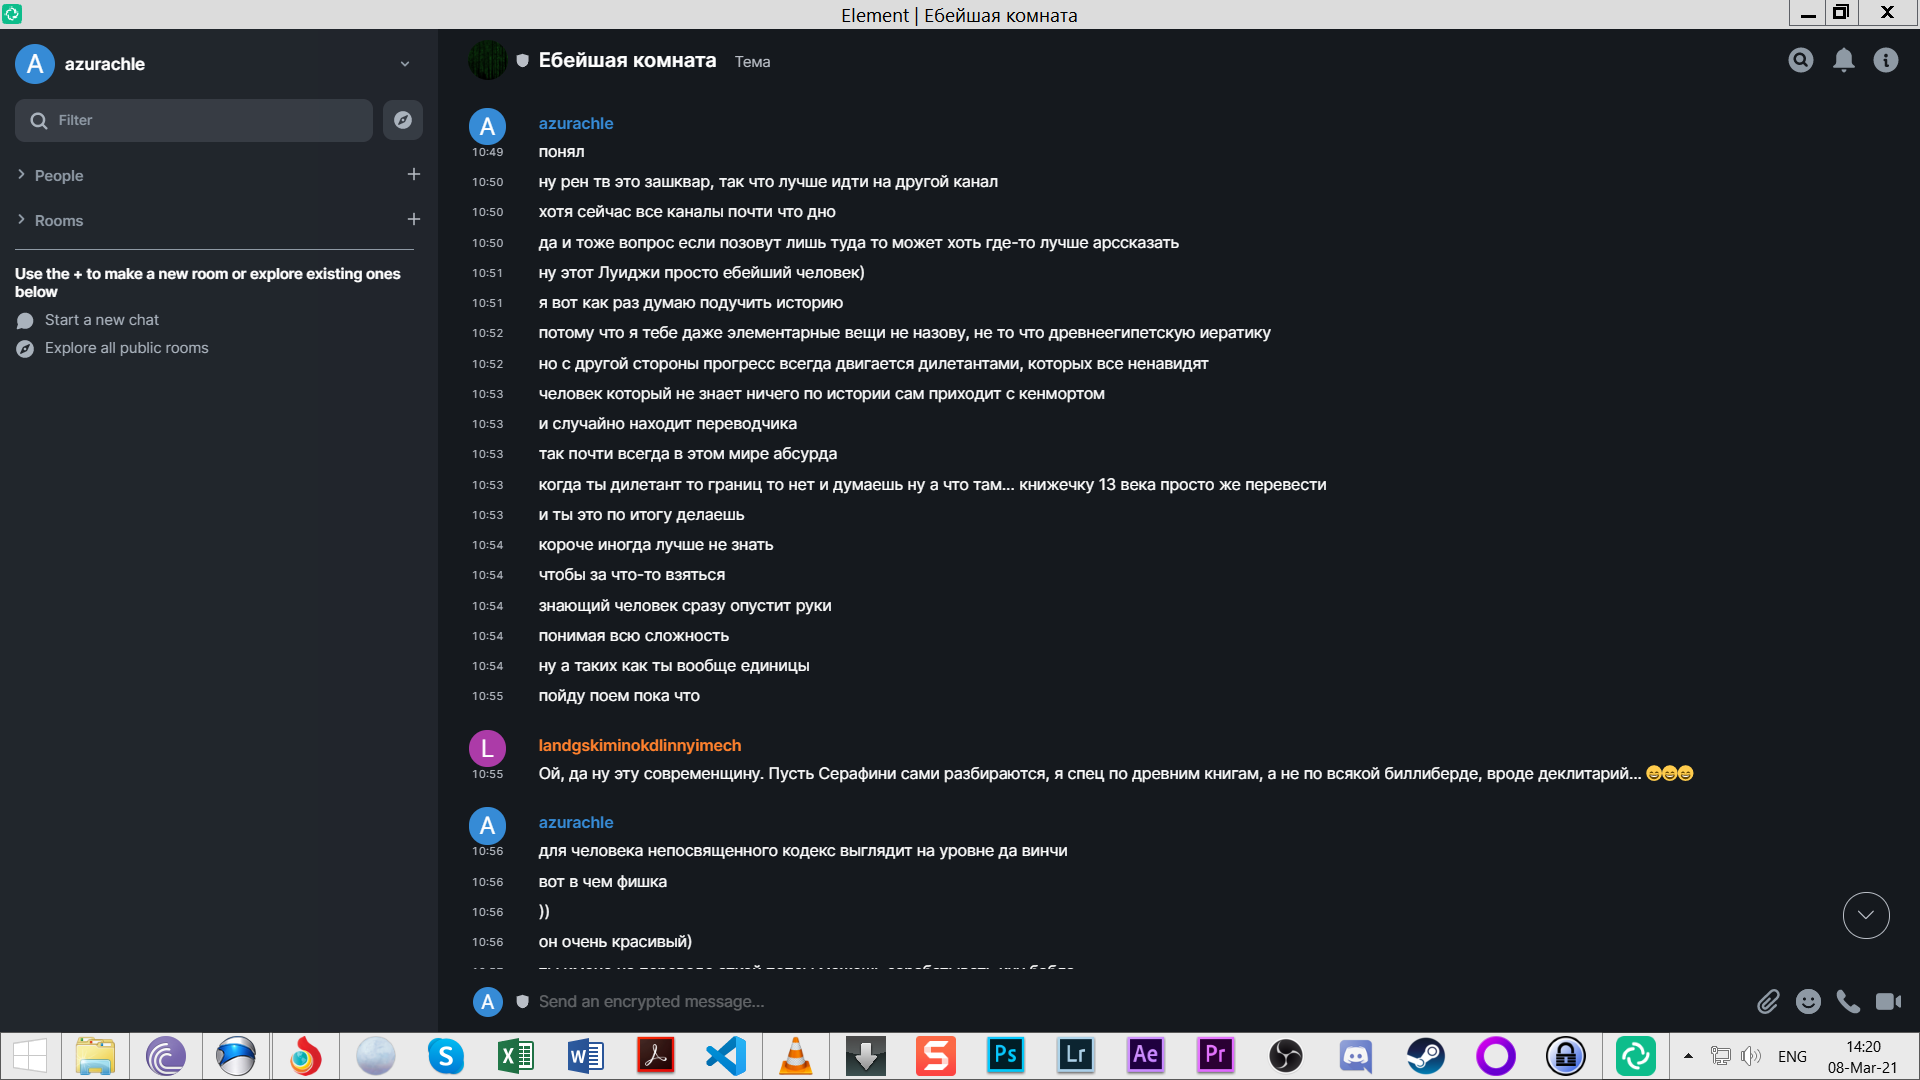 Element | Ебейшая комната
A azurachle
Filter
People
Rooms
Use the + to make a new room or explore existing ones
below
Start a new chat
Explore all public rooms
Ебейшая комната Тема
A azurachle
10:49 понял
10:50 ну рен тв это зашквар, так что лучше идти на другой канал
10:50 хотя сейчас все каналы почти что дно
10:50 да и тоже вопрос если позовут лишь туда то может хоть где-то лучше арссказать
10:51 ну этот Луиджи просто ебейший человек)
10:51 я вот как раз думаю подучить историю
10:52 потому что я тебе даже элементарные вещи не назову, не то что древнеегипетскую иератику
10:52 но с другой стороны прогресс всегда двигается дилетантами, которых все ненавидят
10:53 человек который не знает ничего по истории сам приходит с кенмортом
10:53 и случайно находит переводчика
10:53 так почти всегда в этом мире абсурда
10:53 когда ты дилетант то границ то нет и думаешь ну а что там... книжечку 13 века просто же перевести
10:53 и ты это по итогу делаешь
10:54 короче иногда лучше не знать
10:54 чтобы за что-то взяться
10:54 знающий человек сразу опустит руки
10:54 понимая всю сложность
10:54 ну а таких как ты вообще единицы
10:55 пойду поем пока что
L landgskiminokdlinnyimech
10:55 Ой, да ну эту современщину. Пусть Серафини сами разбираются, я спец по древним книгам, а не по всякой биллиберде, вроде деклитарий... 😄😄😄
A azurachle
10:56 для человека непосвященного кодекс выглядит на уровне да винчи
10:56 вот в чем фишка
10:56 ))
10:56 он очень красивый)
A Send an encrypted message...
ENG
14:20
08-Mar-21